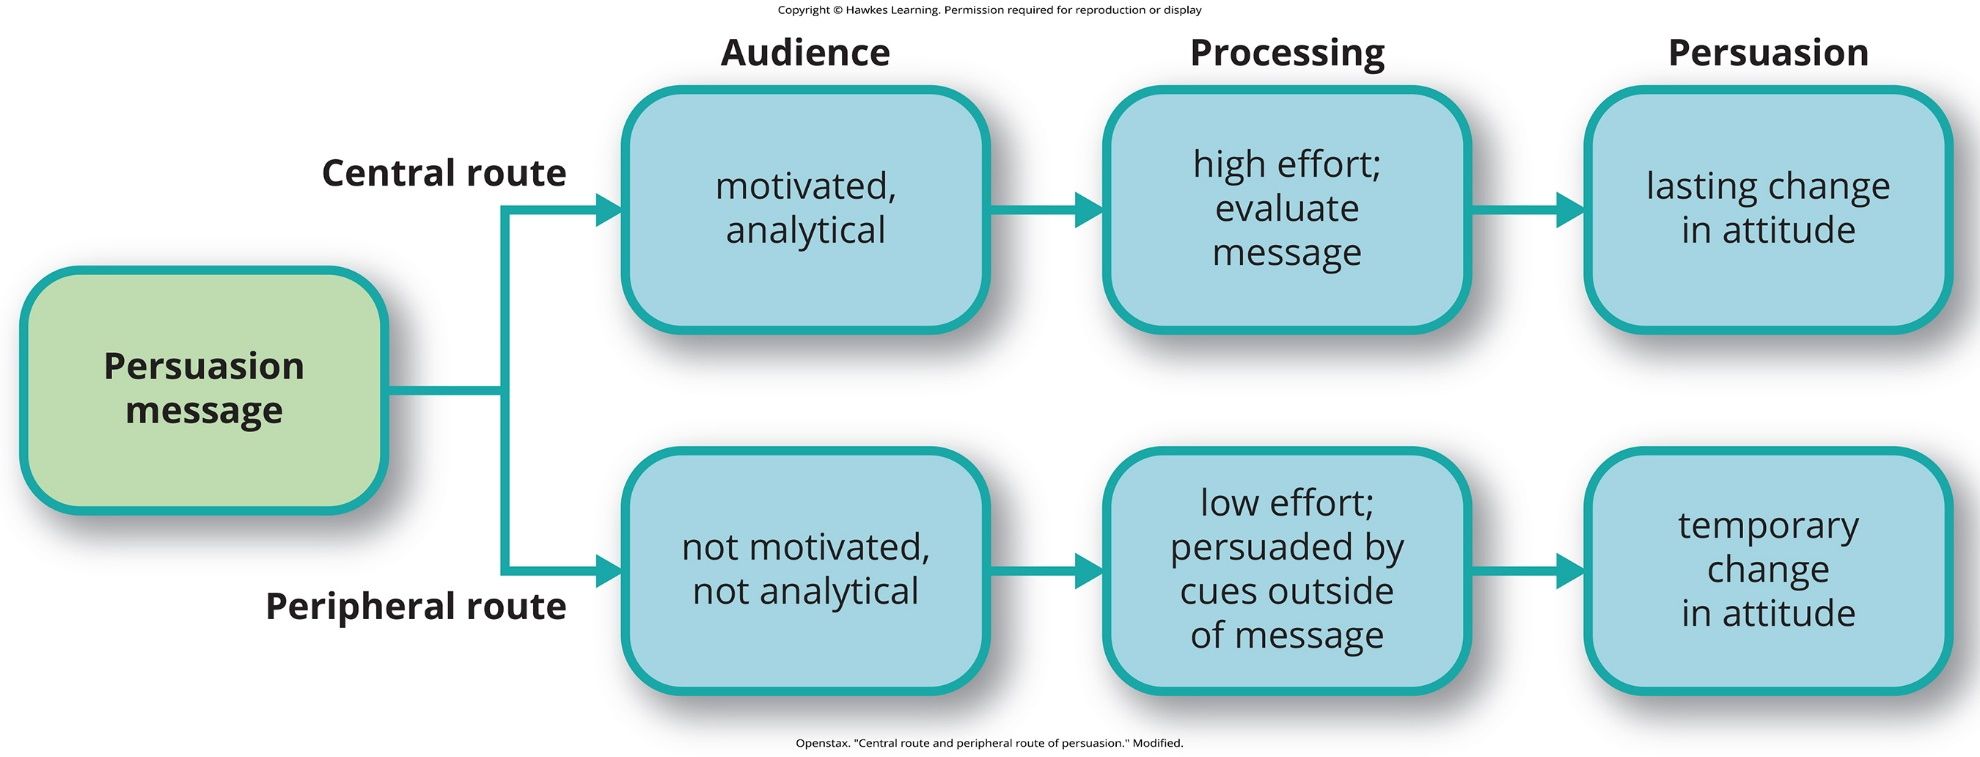 Copyright © Hawkes Learning. Permission required for reproduction or display
Audience
Processing
Persuasion
Central route
motivated,
analytical
high effort;
evaluate
message
lasting change
in attitude
Persuasion
message
Peripheral route
not motivated,
not analytical
low effort;
persuaded by
cues outside
of message
temporary
change
in attitude
Openstax. "Central route and peripheral route of persuasion." Modified.